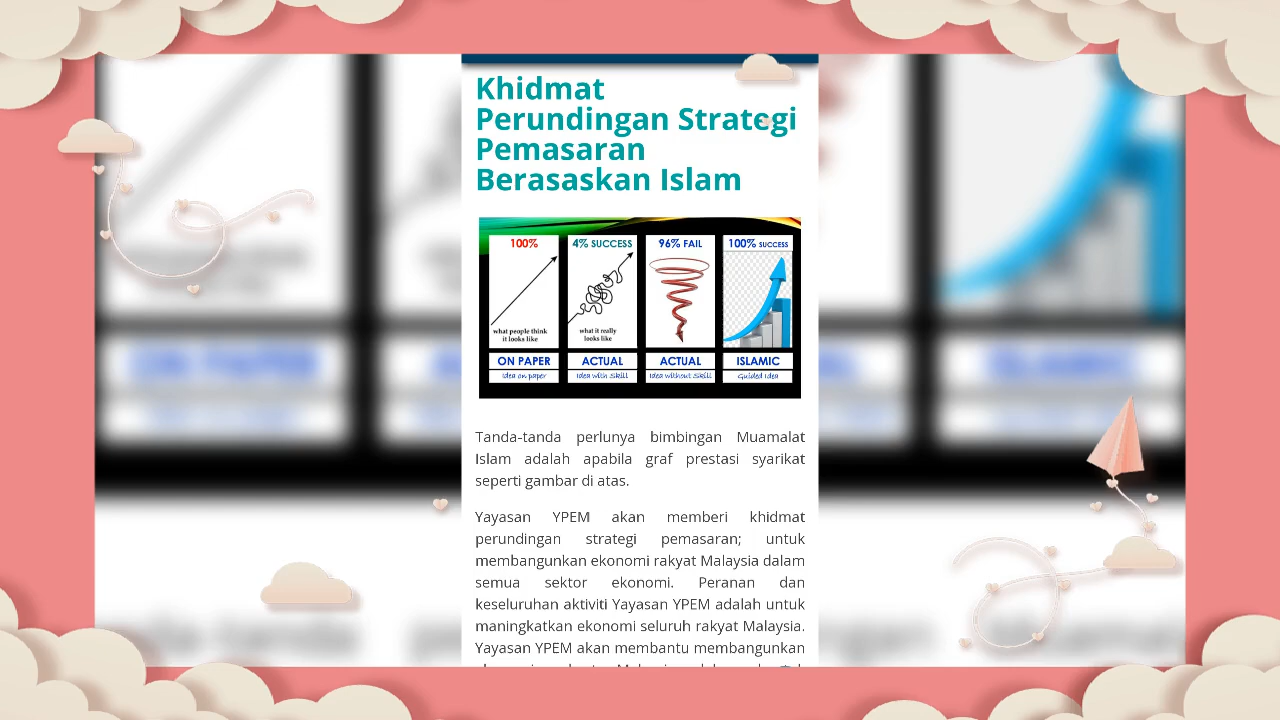 Khidmat
Perundingan Strategi
Pemasaran
Berasaskan Islam
100%
4% SUCCESS
96% FAIL
100% SUCCESS
what people think
it looks like
what it really
looks like
ON PAPER
ACTUAL
ACTUAL
ISLAMIC
Idea on paper
Idea with Skill
Idea without Skill
Guided Idea
Tanda-tanda perlunya bimbingan Muamalat
Islam adalah apabila graf prestasi syarikat
seperti gambar di atas.
Yayasan YPEM akan memberi khidmat
perundingan strategi pemasaran; untuk
membangunkan ekonomi rakyat Malaysia dalam
semua sektor ekonomi. Peranan dan
keseluruhan aktiviti Yayasan YPEM adalah untuk
maningkatkan ekonomi seluruh rakyat Malaysia.
Yayasan YPEM akan membantu membangunkan